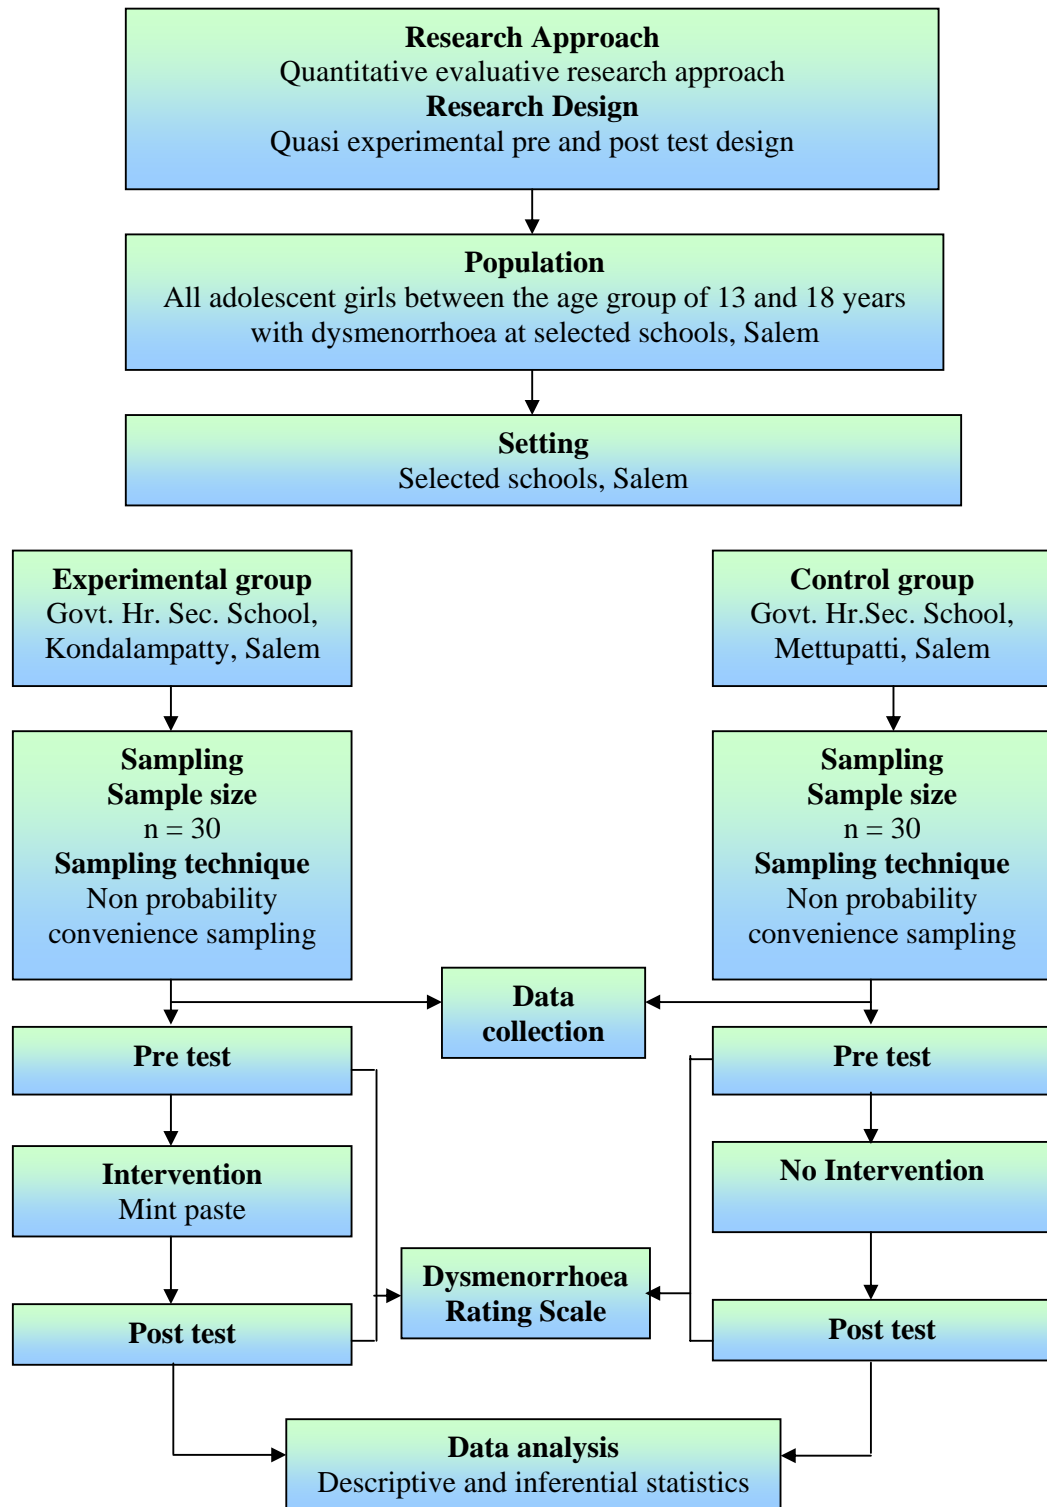 Research Approach
Quantitative evaluative research approach
Research Design
Quasi experimental pre and post test design
Population
All adolescent girls between the age group of 13 and 18 years
with dysmenorrhoea at selected schools, Salem
Setting
Selected schools, Salem
Experimental group
Govt. Hr. Sec. School,
Kondalampatty, Salem
Control group
Govt. Hr.Sec. School,
Mettupatti, Salem
Sampling
Sample size
n = 30
Sampling technique
Non probability
convenience sampling
Sampling
Sample size
n = 30
Sampling technique
Non probability
convenience sampling
Data
collection
Pre test
Pre test
Intervention
Mint paste
No Intervention
Dysmenorrhoea
Rating Scale
Post test
Post test
Data analysis
Descriptive and inferential statistics